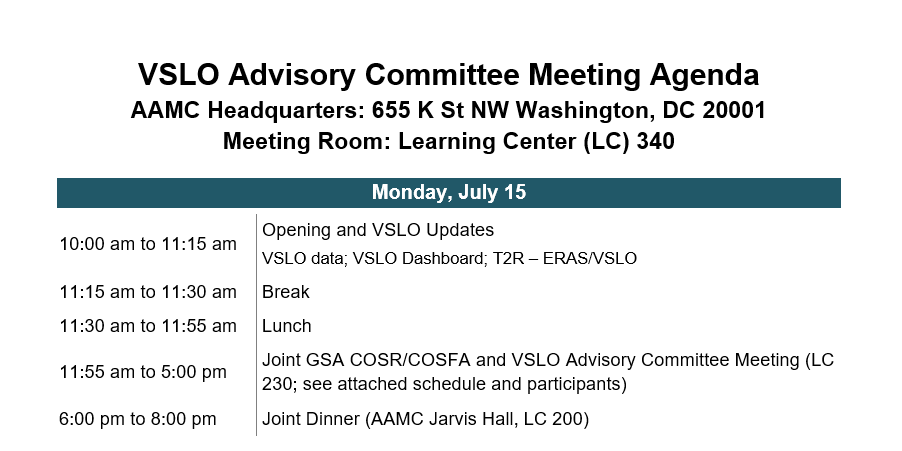 VSLO Advisory Committee Meeting Agenda
AAMC Headquarters: 655 K St NW Washington, DC 20001
Meeting Room: Learning Center (LC) 340
Monday, July 15
10:00 am to 11:15 am
Opening and VSLO Updates
VSLO data; VSLO Dashboard; T2R – ERAS/VSLO
11:15 am to 11:30 am
Break
11:30 am to 11:55 am
Lunch
11:55 am to 5:00 pm
Joint GSA COSR/COSFA and VSLO Advisory Committee Meeting (LC
230; see attached schedule and participants)
6:00 pm to 8:00 pm
Joint Dinner (AAMC Jarvis Hall, LC 200)